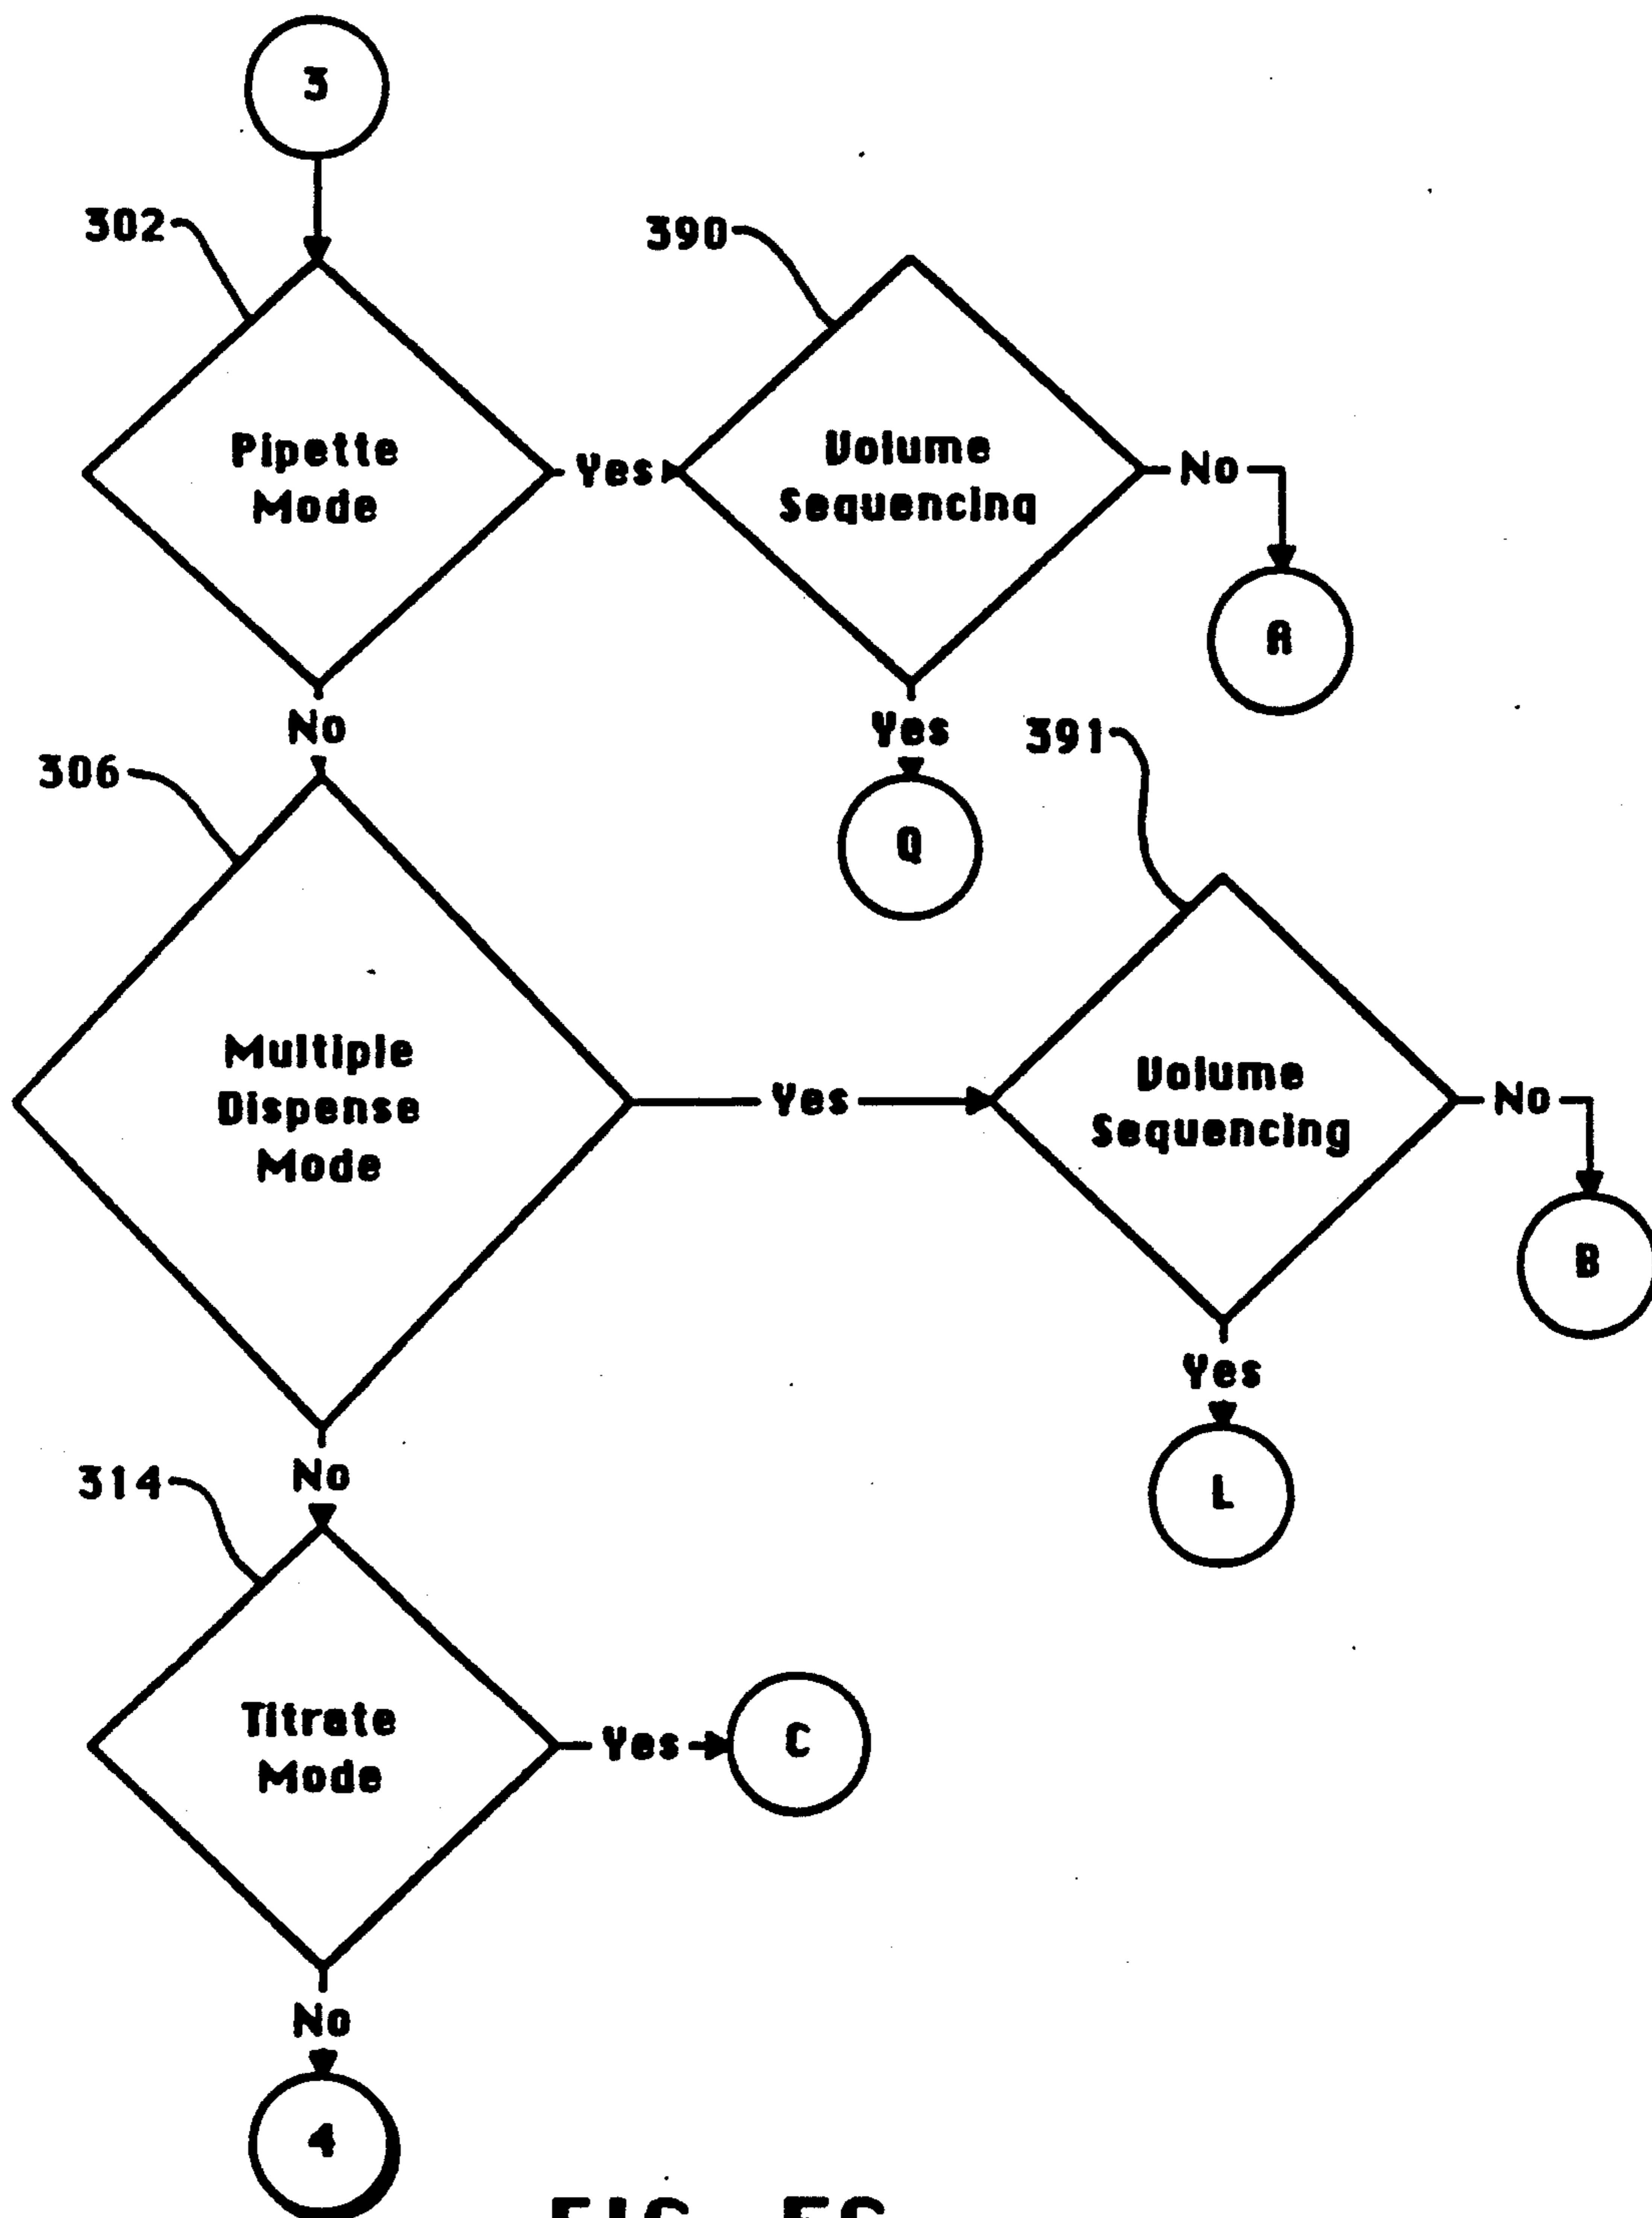 3
302
390
Pipette
Mode
Yes
Volume
Sequencing
No
A
No
Yes
391
306
Q
Multiple
Dispense
Mode
Yes
Volume
Sequencing
No
B
Yes
L
No
314
Titrate
Mode
Yes
C
No
4